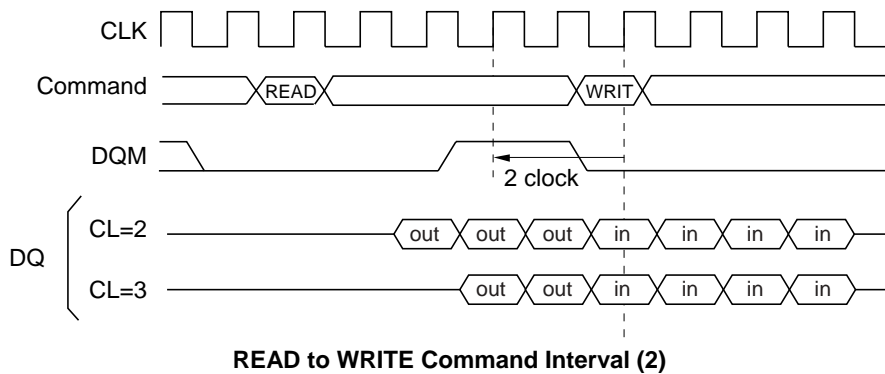 CLK
Command READ WRIT
DQM
2 clock
CL=2 out out out in in in in
DQ
CL=3 out out in in in in
READ to WRITE Command Interval (2)